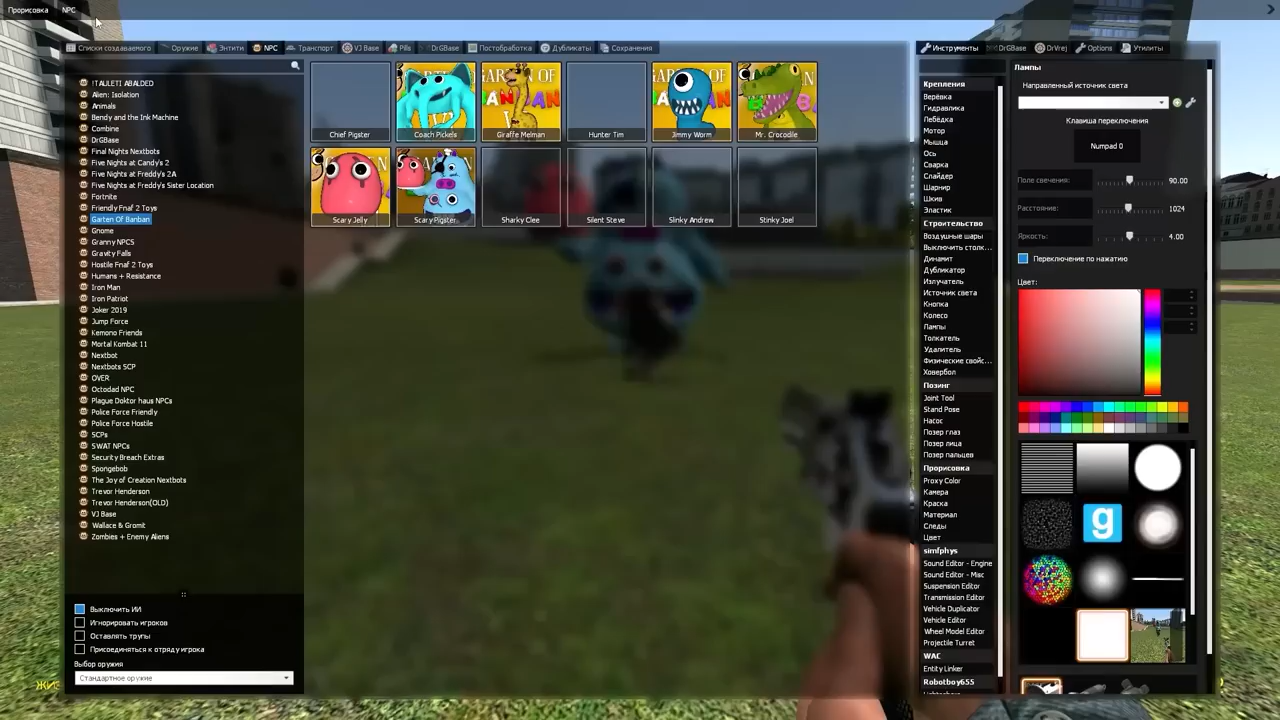 Прорисовка NPC
Списки создаваемого Оружие Энтити NPC Транспорт VJ Base Pills DrGBase Постобработка Дубликаты Сохранения
!TAULETI ABALDED
Alien: Isolation
Animals
Bendy and the Ink Machine
Combine
DrGBase
Final Nights Nextbots
Five Nights at Candy's 2
Five Nights at Freddy's 2A
Five Nights at Freddy's Sister Location
Fortnite
Friendly Fnaf 2 Toys
Garten Of Banban
Gnome
Granny NPCS
Gravity Falls
Hostile Fnaf 2 Toys
Humans + Resistance
Iron Man
Iron Patriot
Joker 2019
Jump Force
Kemono Friends
Mortal Kombat 11
Nextbot
Nextbots SCP
OVER
Octodad NPC
Plague Doktor haus NPCs
Police Force Friendly
Police Force Hostile
SCPs
SWAT NPCs
Security Breach Extras
Spongebob
The Joy of Creation Nextbots
Trevor Henderson
Trevor Henderson(OLD)
VJ Base
Wallace & Gromit
Zombies + Enemy Aliens
Выключить ИИ
Игнорировать игроков
Оставлять трупы
Присоединяться к отряду игрока
Выбор оружия
Стандартное оружие
Chief Pigster Coach Pickels Giraffe Melman Hunter Tim Jimmy Worm Mr. Crocodile
Scary Jelly Scary Pigster Sharky Clee Silent Steve Slinky Andrew Stinky Joel
Инструменты DrGBase DrVrej Options Утилиты
Крепления
Верёвка
Гидравлика
Лебёдка
Мотор
Мышца
Ось
Сварка
Слайдер
Шарнир
Шкив
Эластик
Строительство
Воздушные шары
Выключить столк...
Динамит
Дубликатор
Излучатель
Источник света
Кнопка
Колесо
Лампы
Толкатель
Удалитель
Физические свойс...
Ховербол
Позинг
Joint Tool
Stand Pose
Насос
Позер глаз
Позер лица
Позер пальцев
Прорисовка
Proxy Color
Камера
Краска
Материал
Следы
Цвет
simfphys
Sound Editor - Engine
Sound Editor - Misc
Suspension Editor
Transmission Editor
Vehicle Duplicator
Vehicle Editor
Wheel Model Editor
Projectile Turret
WAC
Entity Linker
Robotboy655
Лампы
Направленный источник света
Клавиша переключения
Numpad 0
Поле свечения: 90.00
Расстояние: 1024
Яркость: 4.00
Переключение по нажатию
Цвет:
g